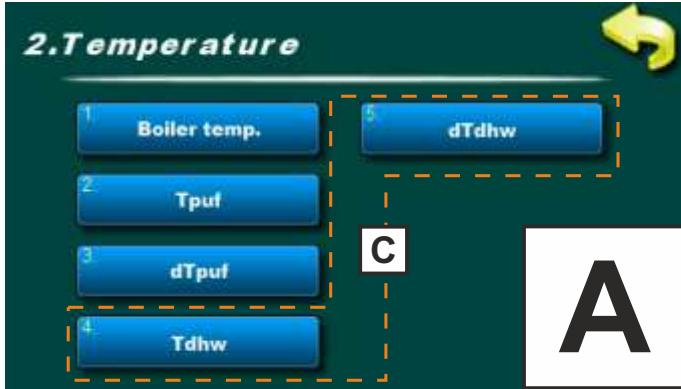 2.Temperature
1.
Boiler temp.
2.
Tpuf
3.
dTpuf
4.
Tdhw
5.
dTdhw
C
A